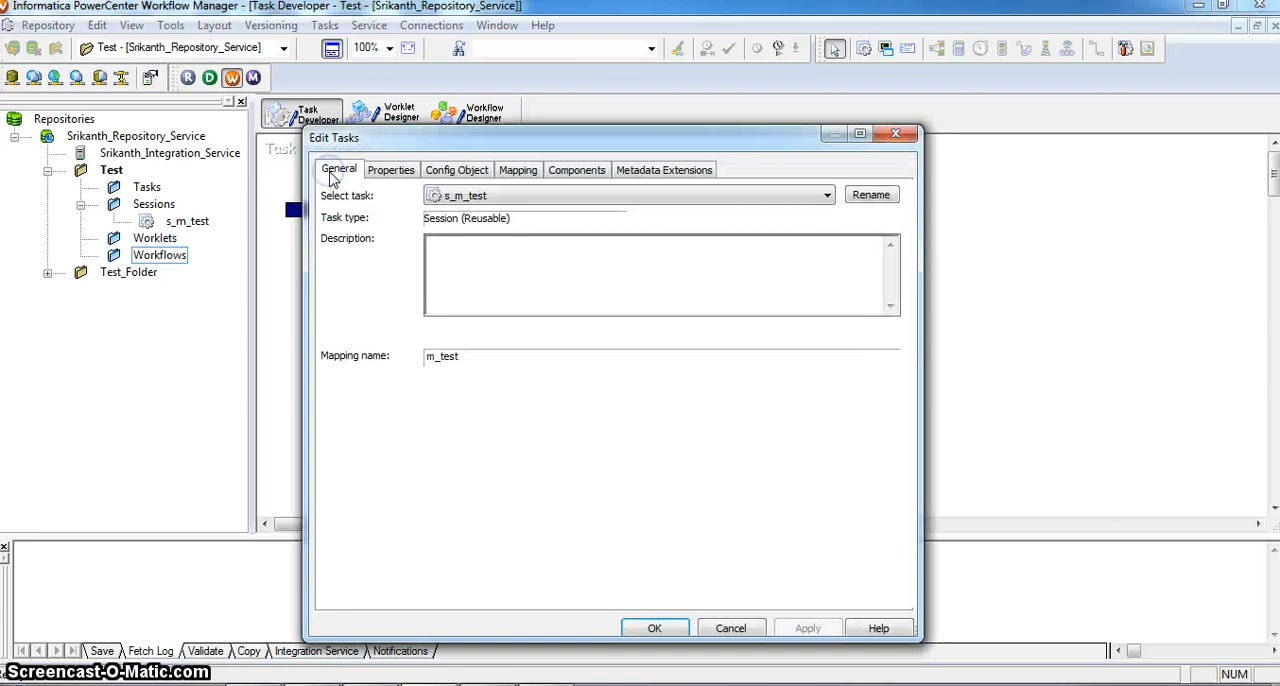 Informatica PowerCenter Workflow Manager - [Task Developer - Test - [Srikanth_Repository_Service]]
Repository Edit View Tools Layout Versioning Tasks Service Connections Window Help
Test - [Srikanth_Repository_Service] 100%
R D W M
Repositories
Srikanth_Repository_Service
Srikanth_Integration_Service
Test
Tasks
Sessions
s_m_test
Worklets
Workflows
Test_Folder
Task Developer
Worklet Designer
Workflow Designer
Task
Edit Tasks
General Properties Config Object Mapping Components Metadata Extensions
Select task: s_m_test Rename
Task type: Session (Reusable)
Description:
Mapping name: m_test
OK Cancel Apply Help
Save Fetch Log Validate Copy Integration Service Notifications
Screencast-O-Matic.com
NUM